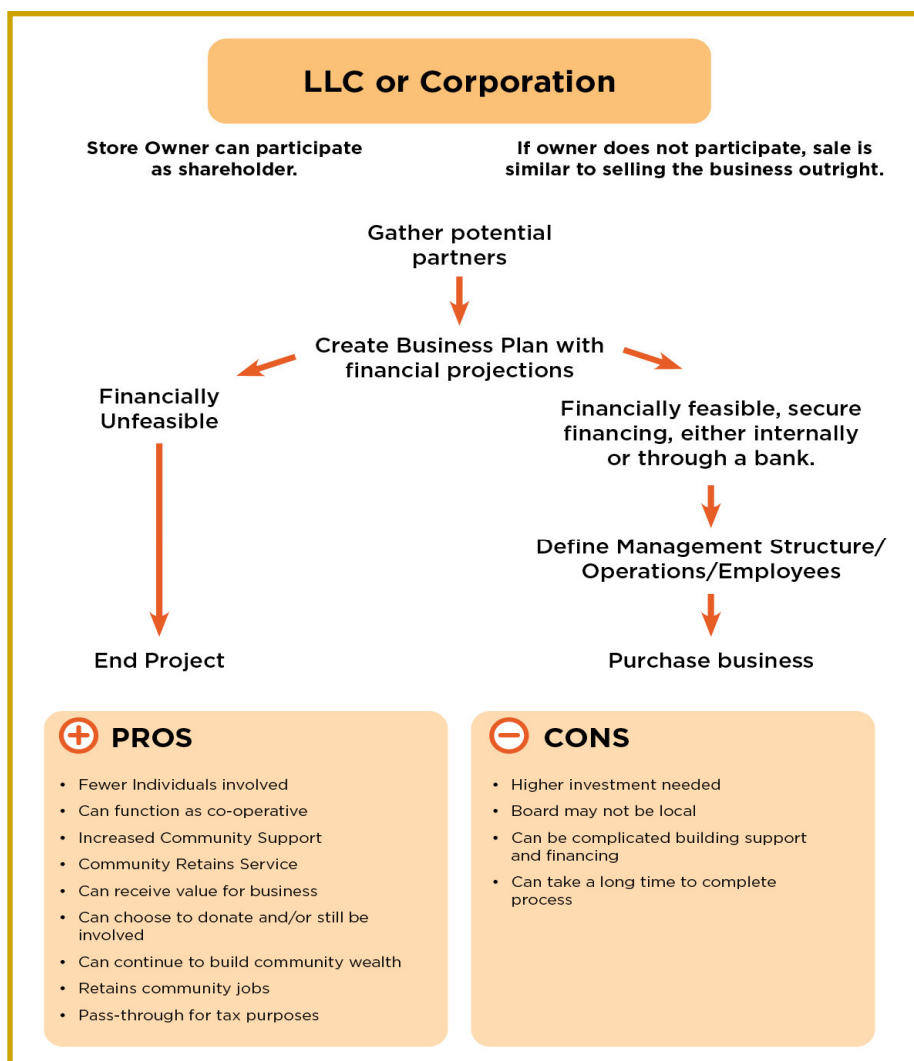 LLC or Corporation
Store Owner can participate
as shareholder.
If owner does not participate, sale is
similar to selling the business outright.
Gather potential
partners
Create Business Plan with
financial projections
Financially
Unfeasible
Financially feasible, secure
financing, either internally
or through a bank.
Define Management Structure/
Operations/Employees
End Project
Purchase business
PROS
• Fewer Individuals involved
• Can function as co-operative
• Increased Community Support
• Community Retains Service
• Can receive value for business
• Can choose to donate and/or still be
involved
• Can continue to build community wealth
• Retains community jobs
• Pass-through for tax purposes
CONS
• Higher investment needed
• Board may not be local
• Can be complicated building support
and financing
• Can take a long time to complete
process